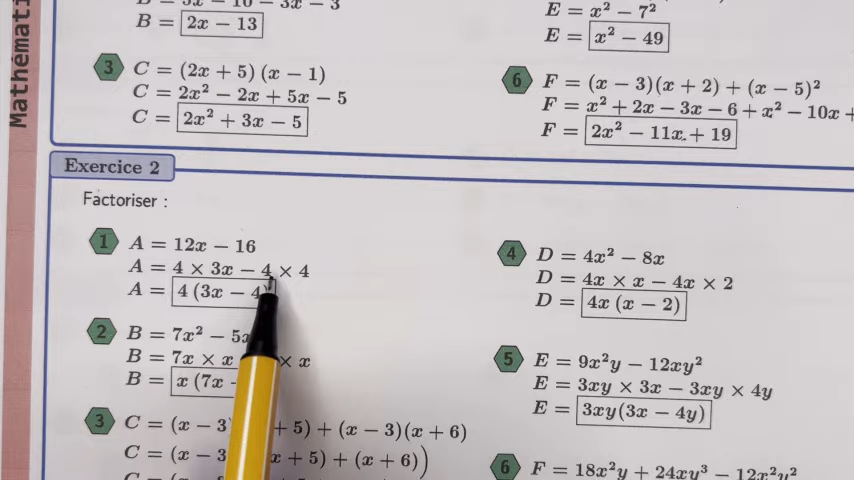 Mathémati
B = 5x − 10 − 3x − 3
B = 2x − 13
3 C = (2x + 5) (x − 1)
C = 2x² − 2x + 5x − 5
C = 2x² + 3x − 5
E = x² − 7²
E = x² − 49
6 F = (x − 3)(x + 2) + (x − 5)²
F = x² + 2x − 3x − 6 + x² − 10x +
F = 2x² − 11x + 19
Exercice 2
Factoriser :
1 A = 12x − 16
A = 4 × 3x − 4 × 4
A = 4 (3x − 4)
2 B = 7x² − 5x
B = 7x × x × x
B = x (7x −
3 C = (x − 3) + 5) + (x − 3)(x + 6)
C = (x − 3 x + 5) + (x + 6))
4 D = 4x² − 8x
D = 4x × x − 4x × 2
D = 4x (x − 2)
5 E = 9x²y − 12xy²
E = 3xy × 3x − 3xy × 4y
E = 3xy(3x − 4y)
6 F = 18x²y + 24xy³ − 12x²y²